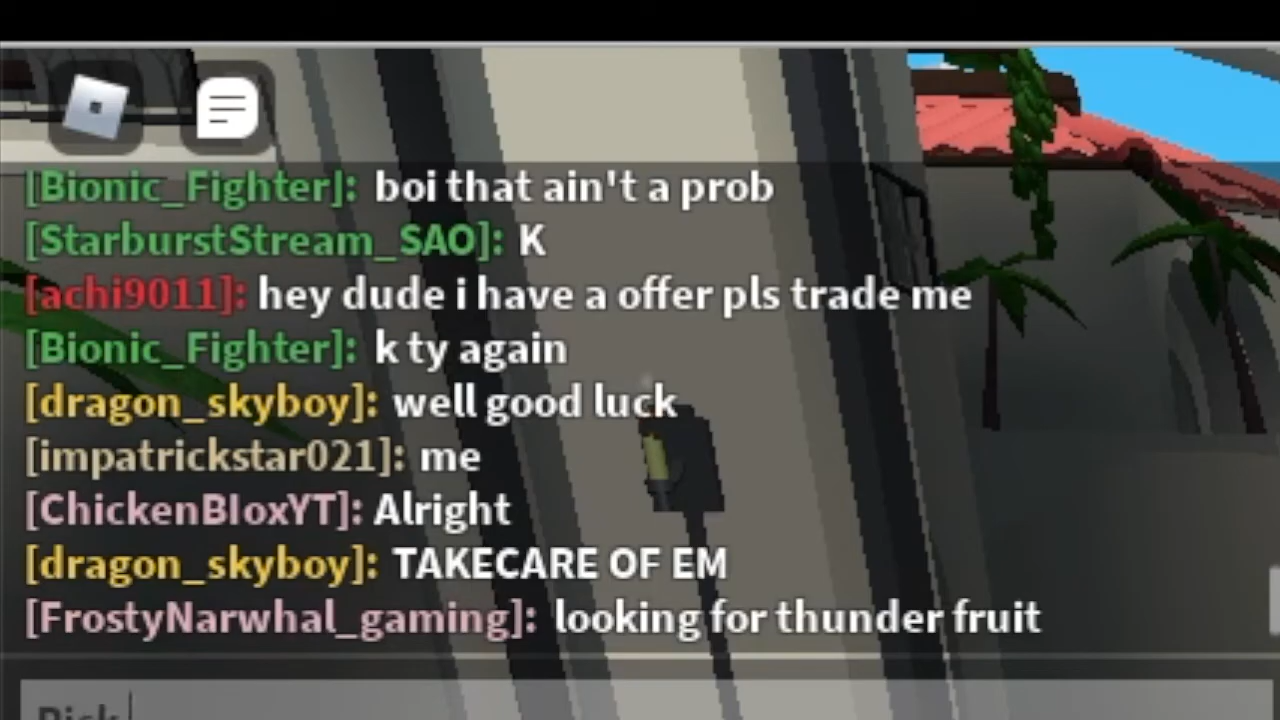 [Bionic_Fighter]: boi that ain't a prob
[StarburstStream_SAO]: K
[achi9011]: hey dude i have a offer pls trade me
[Bionic_Fighter]: k ty again
[dragon_skyboy]: well good luck
[impatrickstar021]: me
[ChickenBloxYT]: Alright
[dragon_skyboy]: TAKECARE OF EM
[FrostyNarwhal_gaming]: looking for thunder fruit